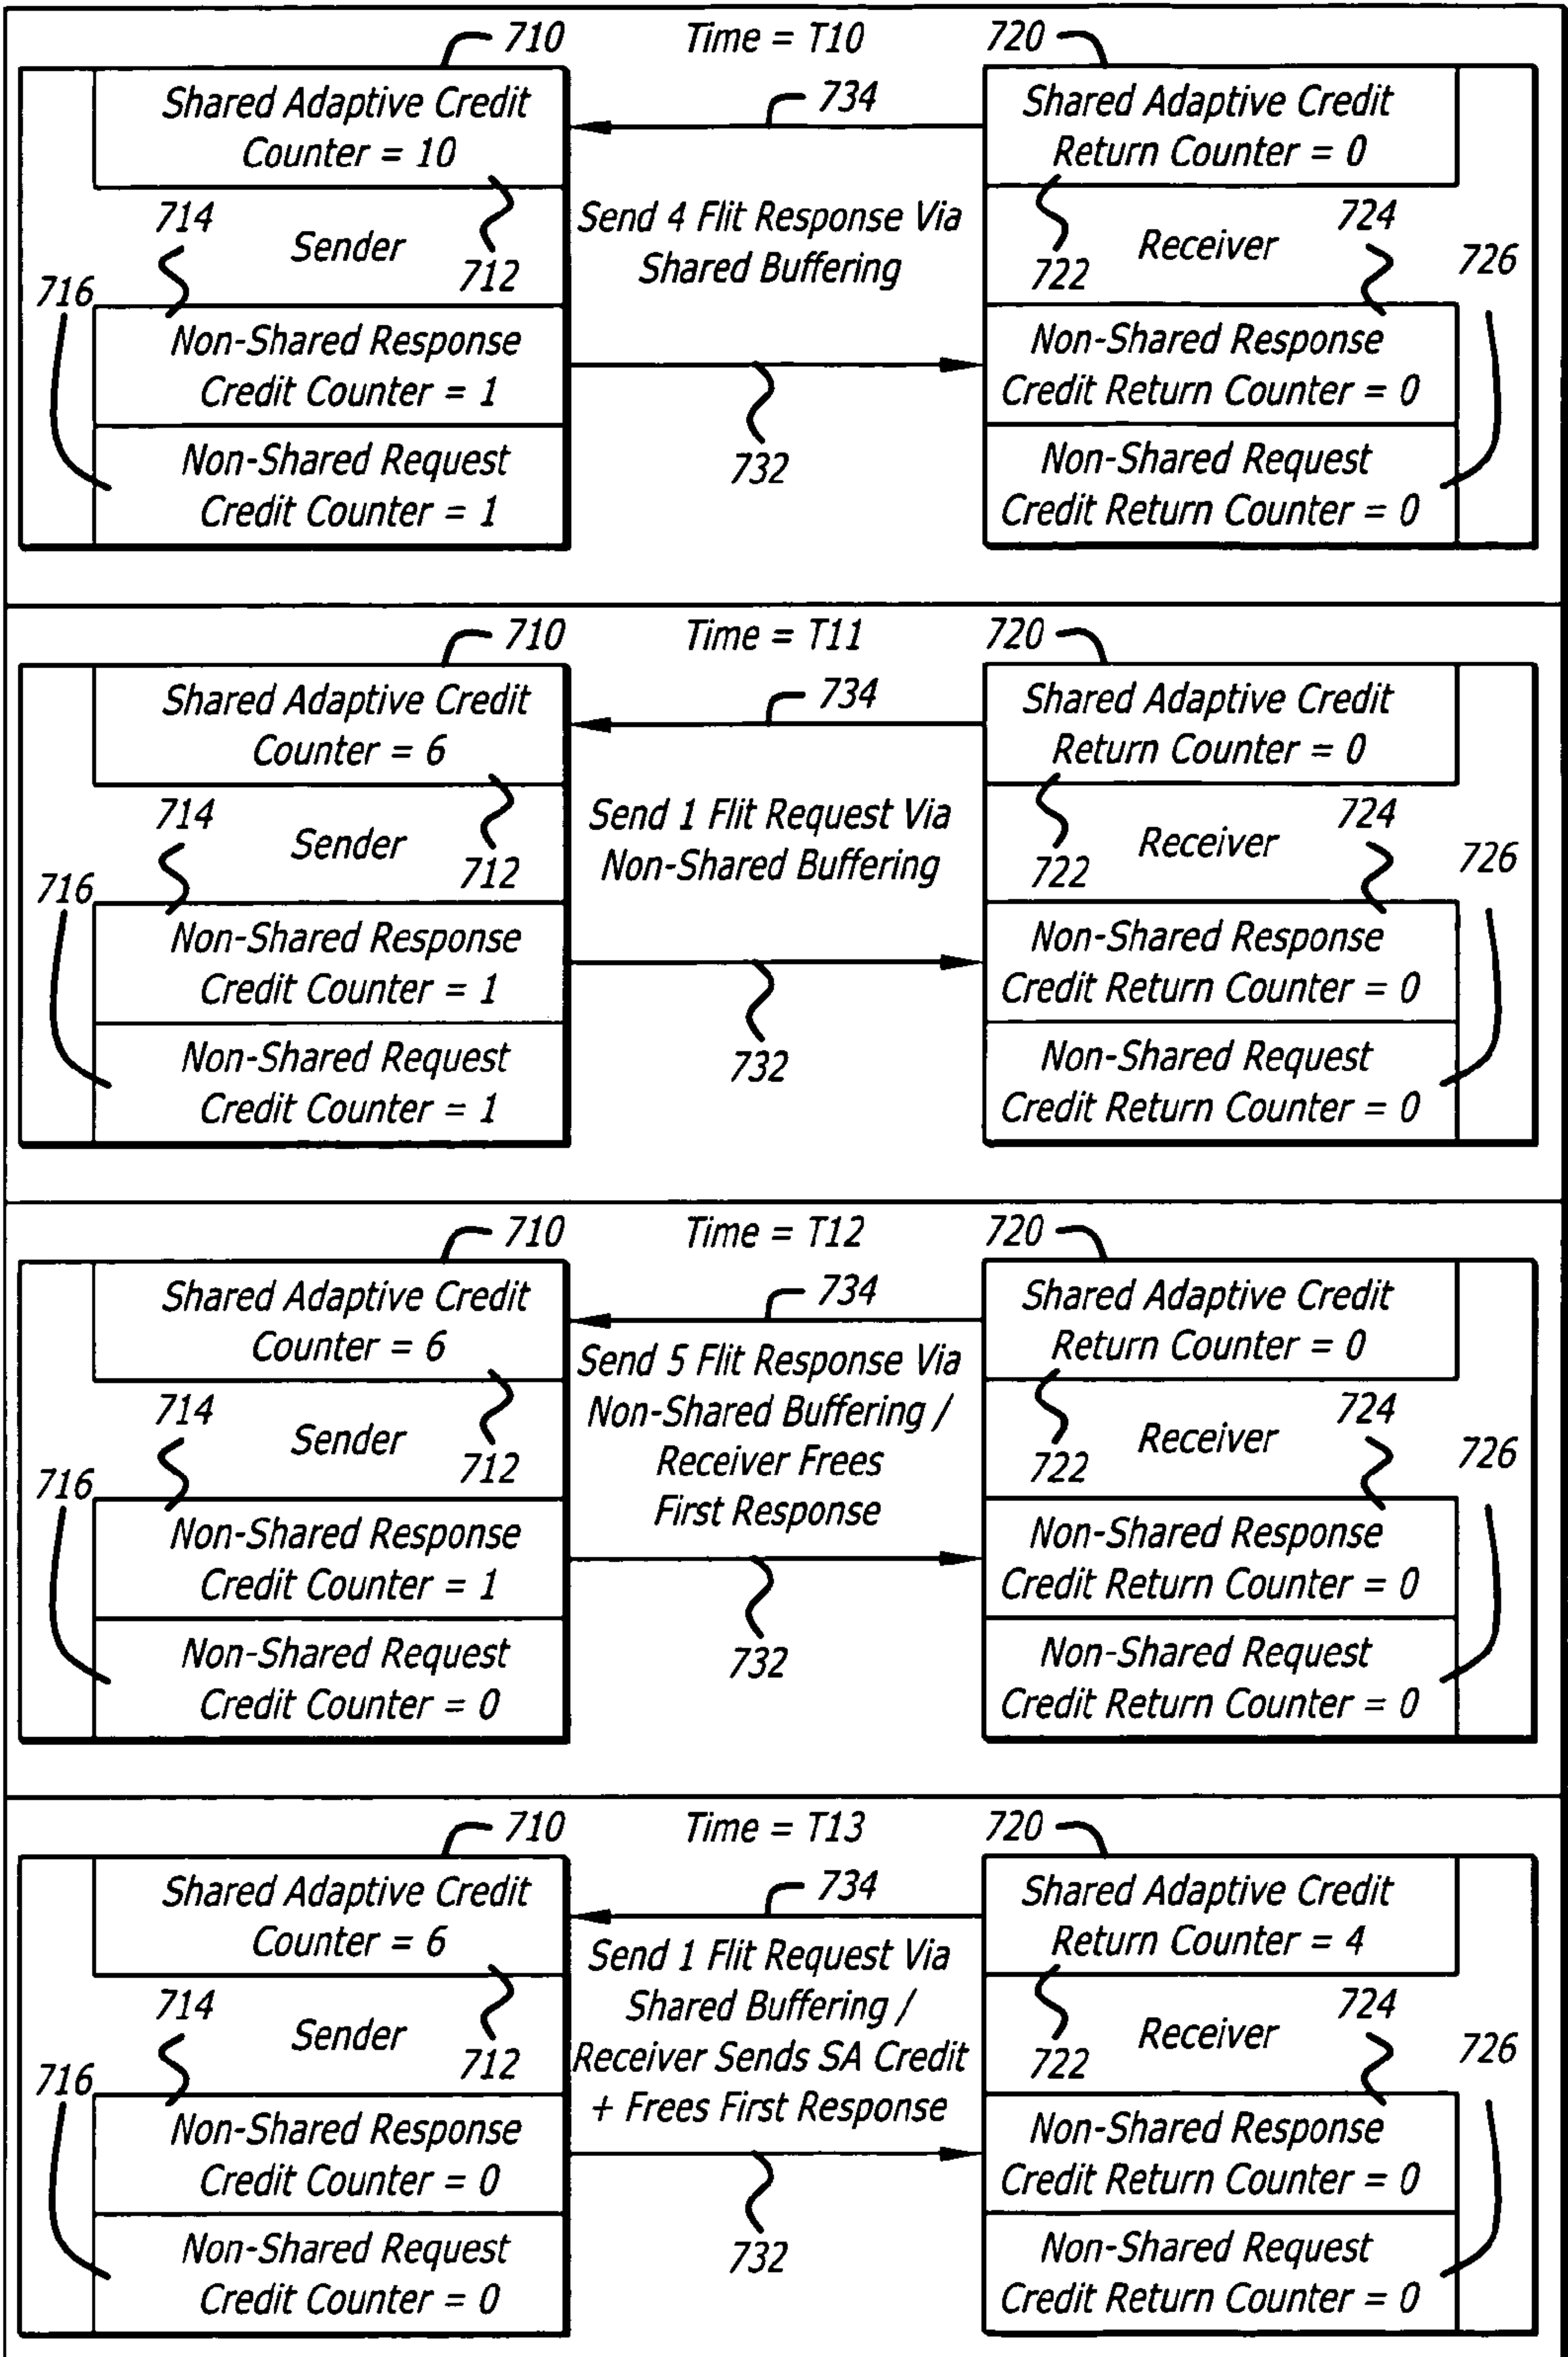 710
Time = T10
720
Shared Adaptive Credit
Counter = 10
734
Shared Adaptive Credit
Return Counter = 0
714
Sender
712
Send 4 Flit Response Via
Shared Buffering
722
Receiver
724
716
726
Non-Shared Response
Credit Counter = 1
Non-Shared Response
Credit Return Counter = 0
732
Non-Shared Request
Credit Counter = 1
Non-Shared Request
Credit Return Counter = 0
710
Time = T11
720
Shared Adaptive Credit
Counter = 6
734
Shared Adaptive Credit
Return Counter = 0
714
Sender
712
Send 1 Flit Request Via
Non-Shared Buffering
722
Receiver
724
716
726
Non-Shared Response
Credit Counter = 1
Non-Shared Response
Credit Return Counter = 0
732
Non-Shared Request
Credit Counter = 1
Non-Shared Request
Credit Return Counter = 0
710
Time = T12
720
Shared Adaptive Credit
Counter = 6
734
Shared Adaptive Credit
Return Counter = 0
714
Sender
712
Send 5 Flit Response Via
Non-Shared Buffering /
Receiver Frees
First Response
722
Receiver
724
716
726
Non-Shared Response
Credit Counter = 1
Non-Shared Response
Credit Return Counter = 0
732
Non-Shared Request
Credit Counter = 0
Non-Shared Request
Credit Return Counter = 0
710
Time = T13
720
Shared Adaptive Credit
Counter = 6
734
Shared Adaptive Credit
Return Counter = 4
714
Sender
712
Send 1 Flit Request Via
Shared Buffering /
Receiver Sends SA Credit
+ Frees First Response
722
Receiver
724
716
726
Non-Shared Response
Credit Counter = 0
Non-Shared Response
Credit Return Counter = 0
732
Non-Shared Request
Credit Counter = 0
Non-Shared Request
Credit Return Counter = 0